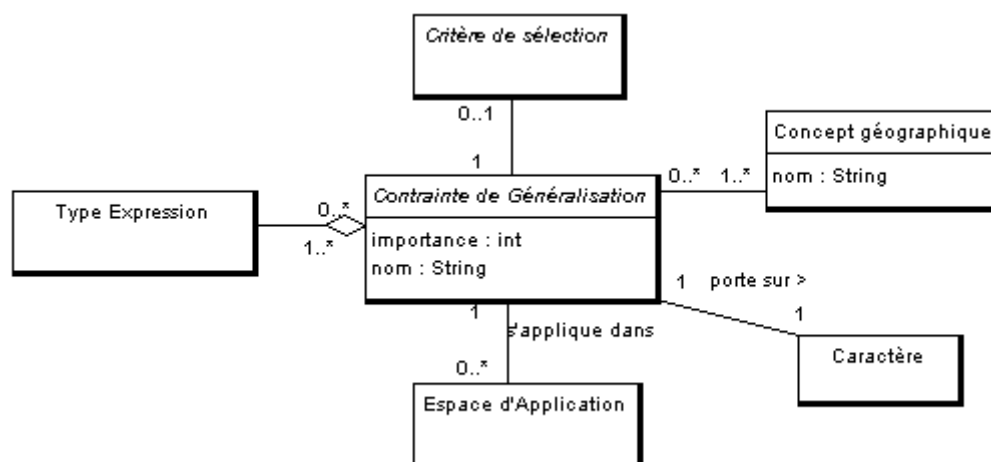 Critère de sélection
0..1
1
Concept géographique
nom : String
0..* 1..*
Contrainte de Généralisation
importance : int
nom : String
Type Expression
0..*
1..*
1 porte sur >
1
Caractère
1
s'applique dans
0..*
Espace d'Application